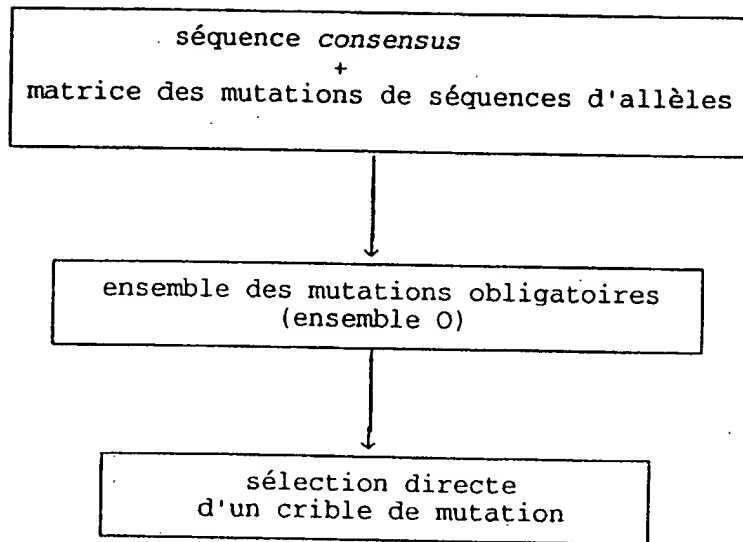 séquence consensus
+
matrice des mutations de séquences d'allèles
ensemble des mutations obligatoires
(ensemble O)
sélection directe
d'un crible de mutation